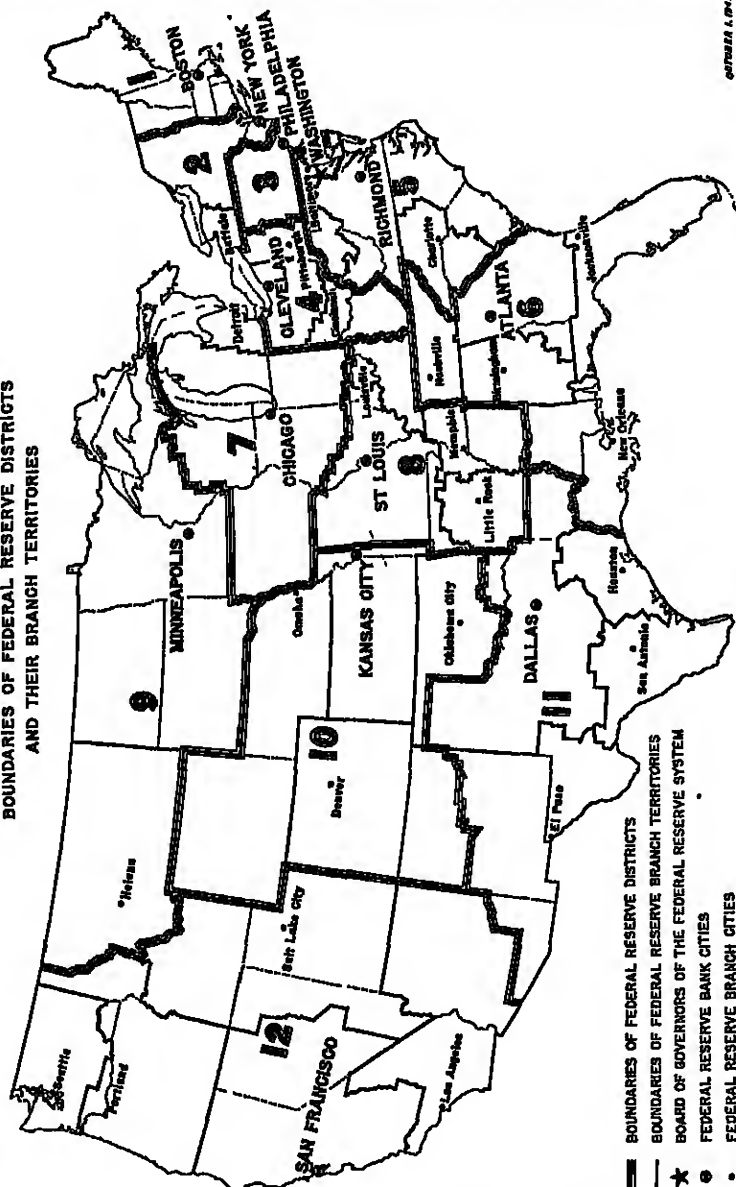 BOUNDARIES OF FEDERAL RESERVE DISTRICTS
AND THEIR BRANCH TERRITORIES
Seattle
Portland
Helena
9
MINNEAPOLIS
7
Detroit
Buffalo
2
1
BOSTON
NEW YORK
PHILADELPHIA
WASHINGTON
3
CLEVELAND
Pittsburgh
4
Cincinnati
Baltimore
RICHMOND
5
Charlotte
CHICAGO
Omaha
Salt Lake City
12
SAN FRANCISCO
Los Angeles
10
Denver
KANSAS CITY
Oklahoma City
ST LOUIS
8
Louisville
Little Rock
Memphis
Nashville
Birmingham
ATLANTA
6
Jacksonville
New Orleans
DALLAS
11
El Paso
San Antonio
Houston
BOUNDARIES OF FEDERAL RESERVE DISTRICTS
BOUNDARIES OF FEDERAL RESERVE BRANCH TERRITORIES
BOARD OF GOVERNORS OF THE FEDERAL RESERVE SYSTEM
FEDERAL RESERVE BANK CITIES
FEDERAL RESERVE BRANCH CITIES